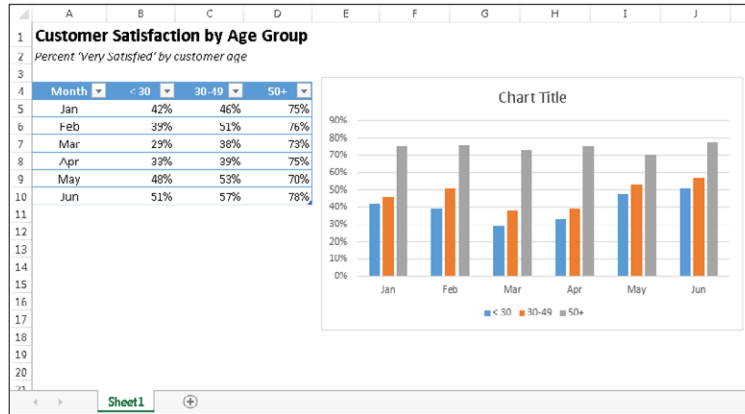 A B C D E F G H I J
1 Customer Satisfaction by Age Group
2 Percent 'Very Satisfied' by customer age
3
4 Month < 30 30-49 50+
5 Jan 42% 46% 75%
6 Feb 39% 51% 76%
7 Mar 29% 38% 73%
8 Apr 33% 39% 75%
9 May 48% 53% 70%
10 Jun 51% 57% 78%
11
12
13
14
15
16
17
18
19
20
21
Chart Title
90%
80%
70%
60%
50%
40%
30%
20%
10%
0%
Jan Feb Mar Apr May Jun
< 30 30-49 50+
Sheet1